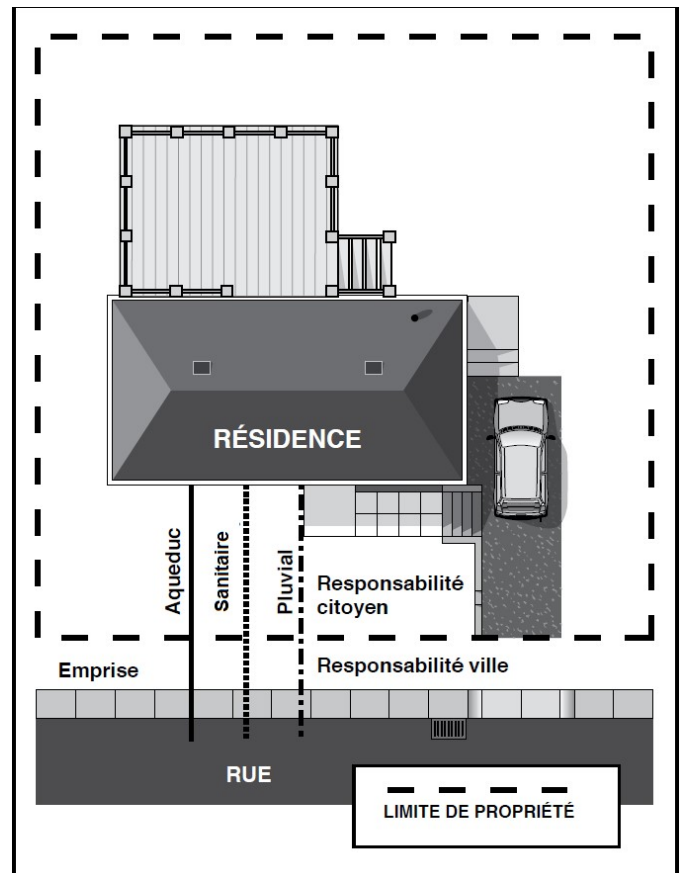 RÉSIDENCE
Aqueduc
Sanitaire
Pluvial
Responsabilité
citoyen
Emprise
Responsabilité ville
RUE
LIMITE DE PROPRIÉTÉ